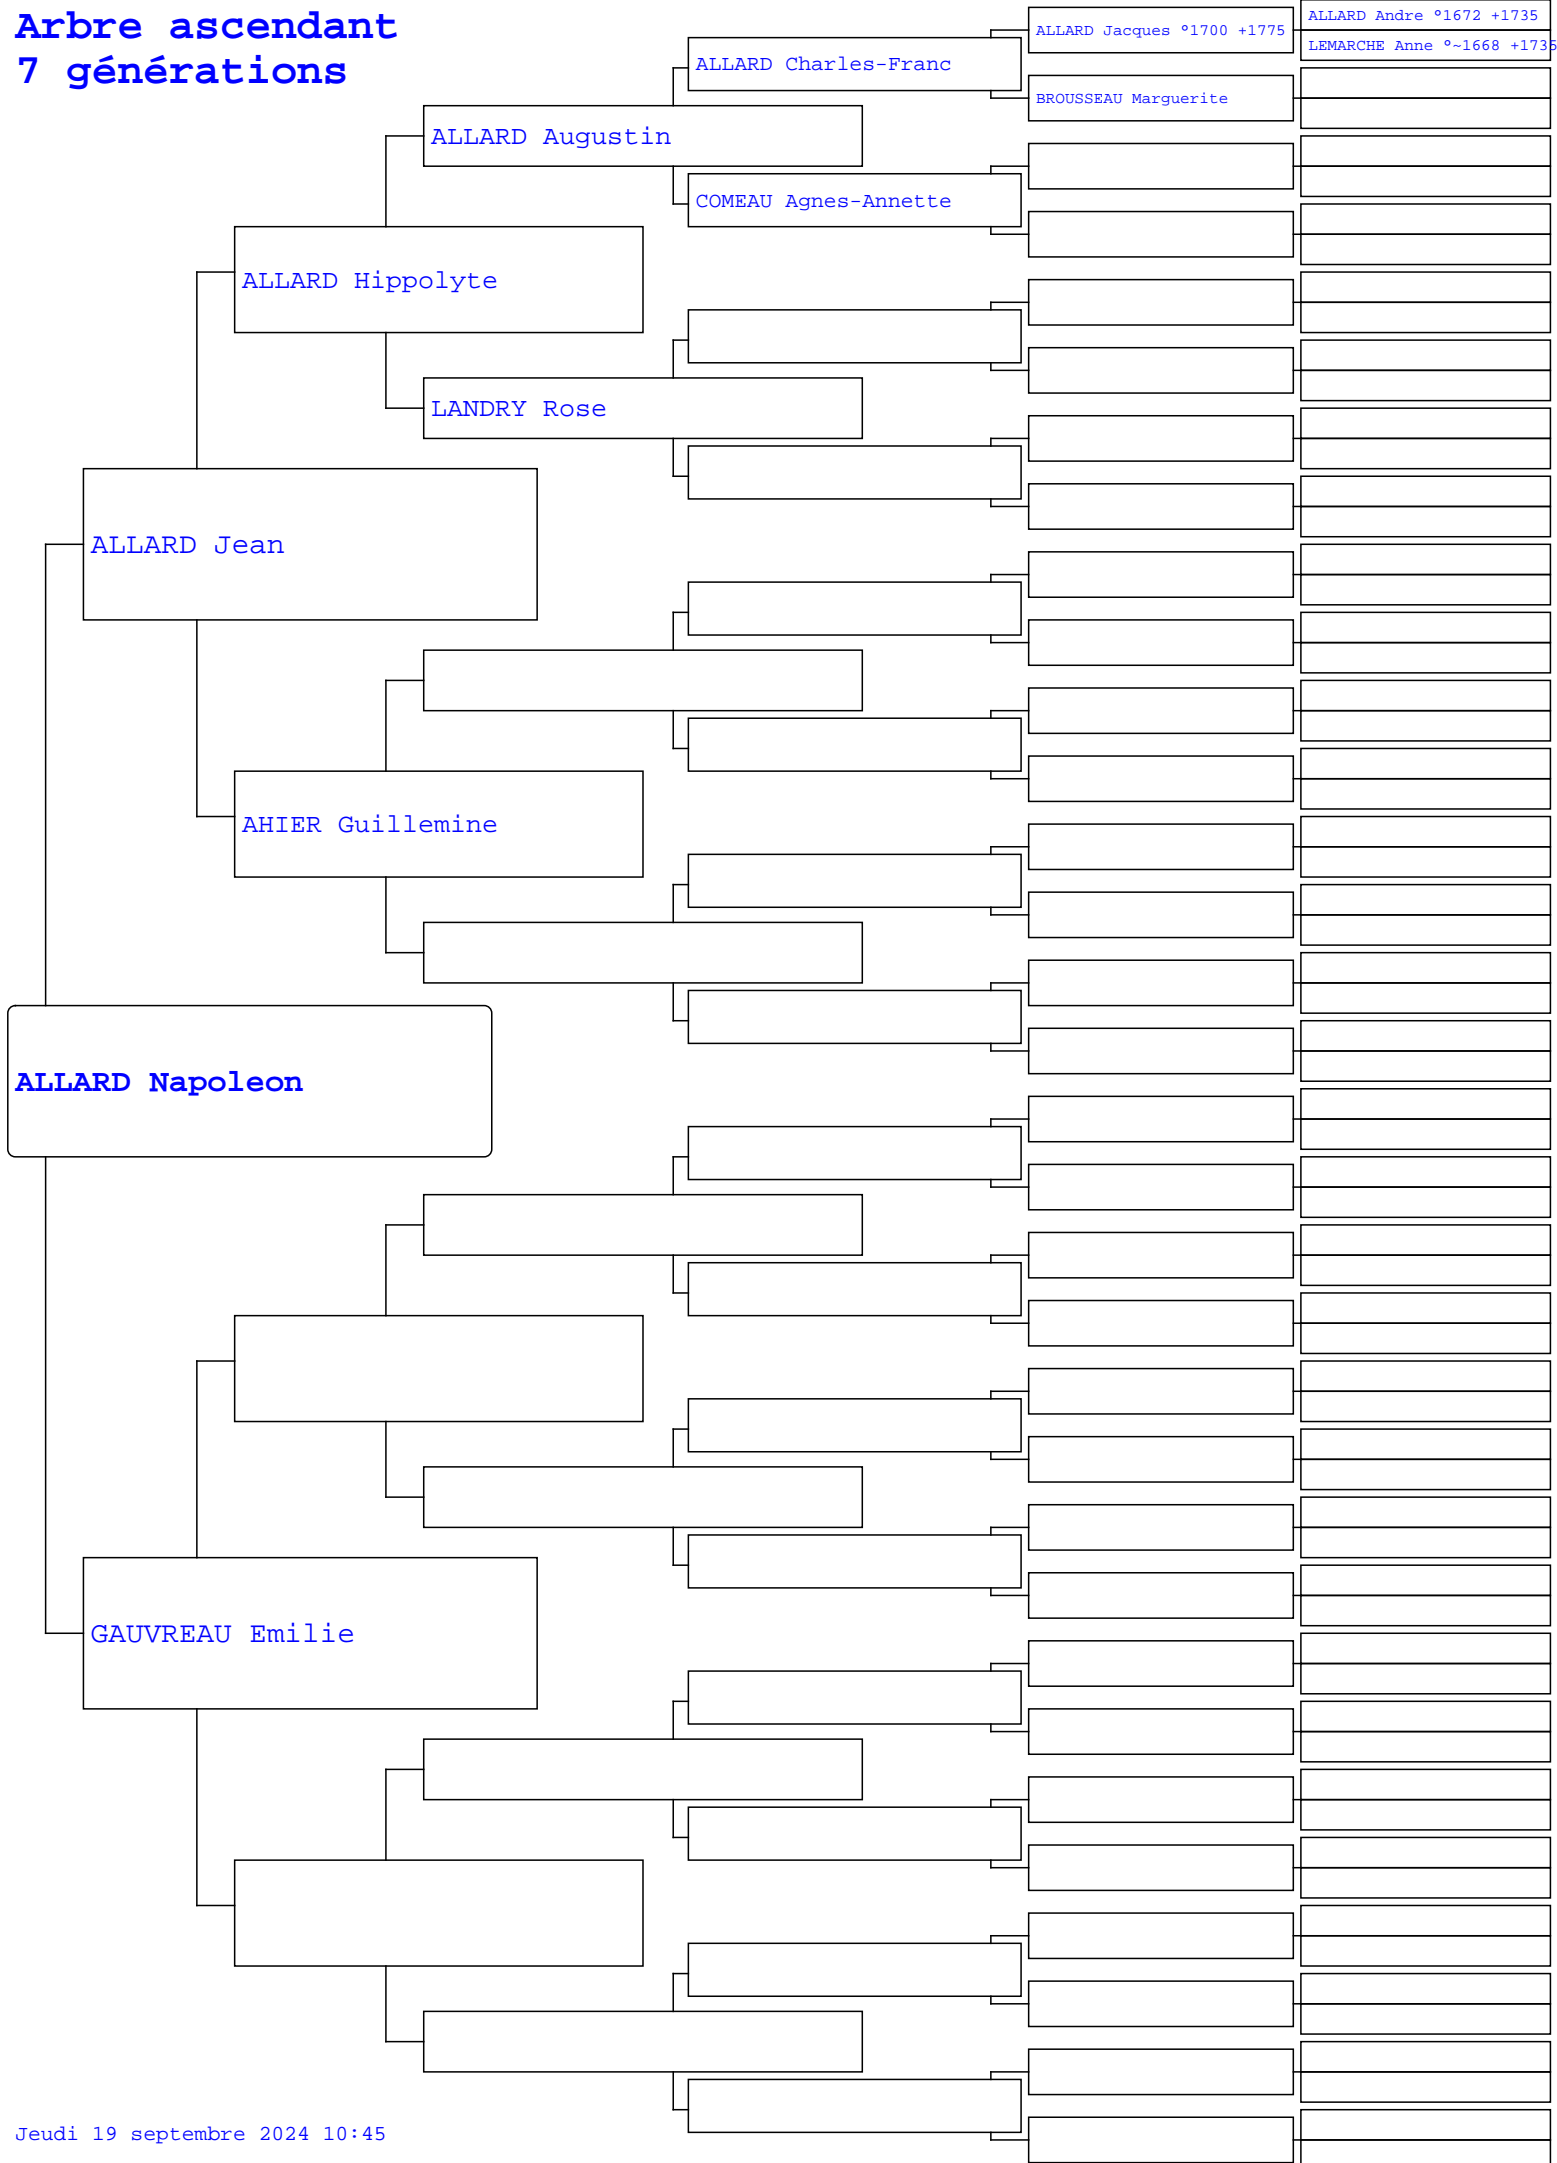 Arbre ascendant
7 générations
ALLARD Jacques °1700 +1775
ALLARD Andre °1672 +1735
LEMARCHE Anne °~1668 +1735
ALLARD Charles-Franc
BROUSSEAU Marguerite
ALLARD Augustin
COMEAU Agnes-Annette
ALLARD Hippolyte
LANDRY Rose
ALLARD Jean
AHIER Guillemine
ALLARD Napoleon
GAUVREAU Emilie
Jeudi 19 septembre 2024 10:45